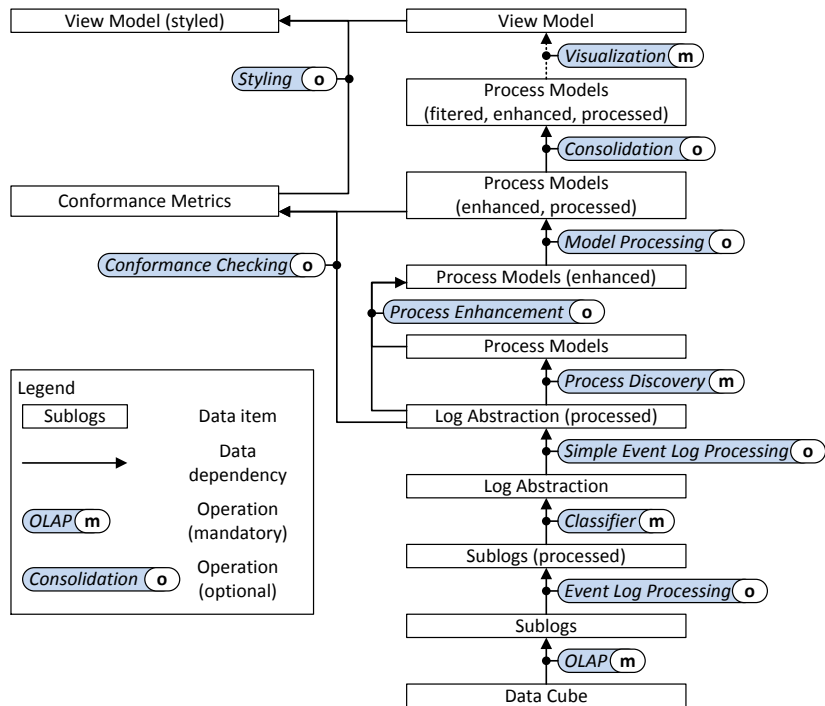 View Model (styled)
View Model
Visualization m
Styling o
Process Models
(fitered, enhanced, processed)
Consolidation o
Conformance Metrics
Process Models
(enhanced, processed)
Model Processing o
Conformance Checking o
Process Models (enhanced)
Process Enhancement o
Process Models
Process Discovery m
Log Abstraction (processed)
Simple Event Log Processing o
Log Abstraction
Classifier m
Sublogs (processed)
Event Log Processing o
Sublogs
OLAP m
Data Cube
Legend
Sublogs
Data item
Data
dependency
OLAP m
Operation
(mandatory)
Consolidation o
Operation
(optional)